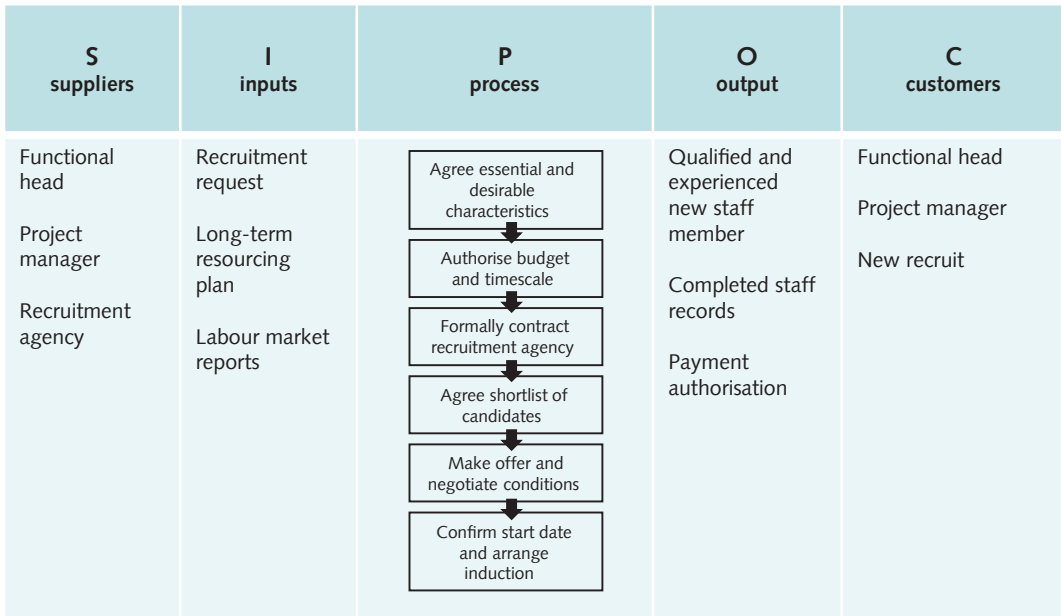 S
suppliers
I
inputs
P
process
O
output
C
customers
Functional
head
Project
manager
Recruitment
agency
Recruitment
request
Long-term
resourcing
plan
Labour market
reports
Agree essential and
desirable
characteristics
Authorise budget
and timescale
Formally contract
recruitment agency
Agree shortlist of
candidates
Make offer and
negotiate conditions
Confirm start date
and arrange
induction
Qualified and
experienced
new staff
member
Completed staff
records
Payment
authorisation
Functional head
Project manager
New recruit